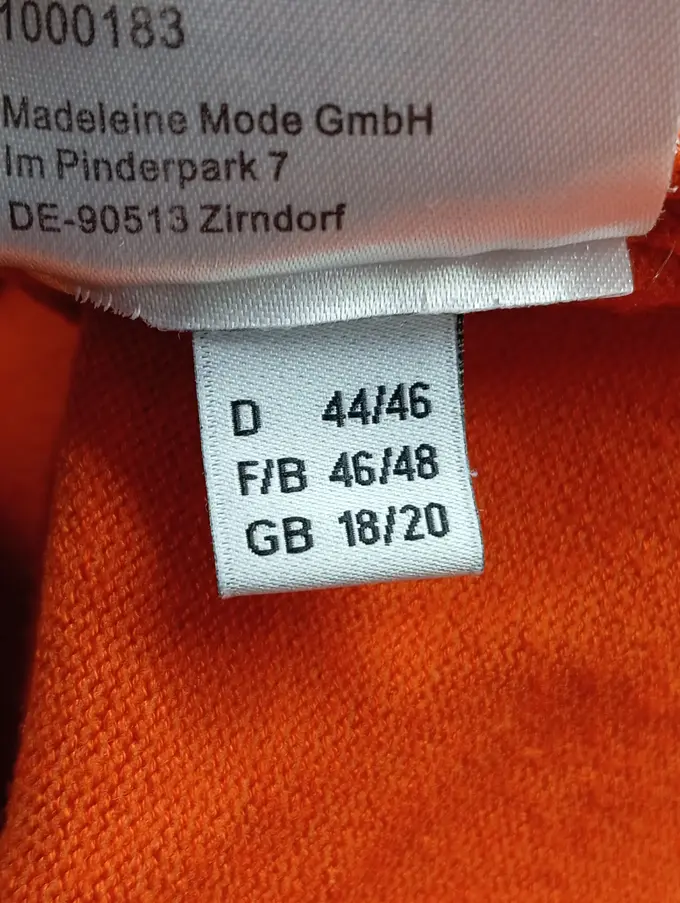 1000183
Madeleine Mode GmbH
Im Pinderpark 7
DE-90513 Zirndorf
D 44/46
F/B 46/48
GB 18/20